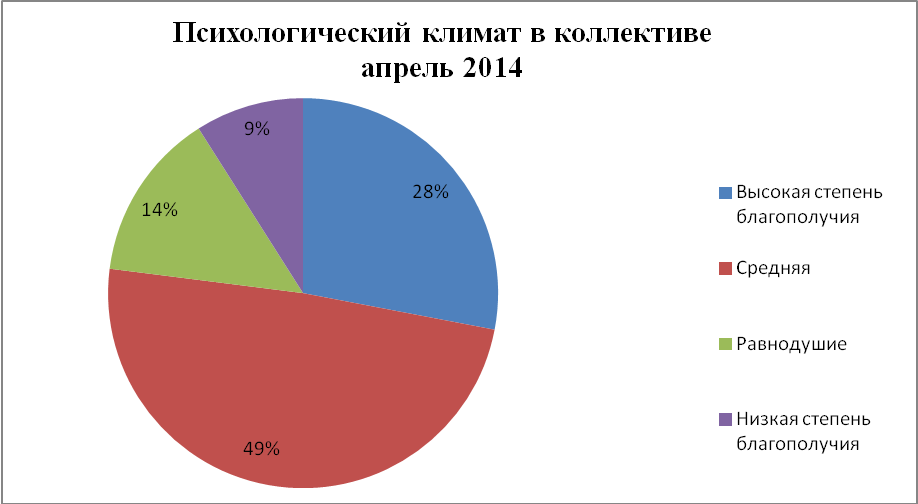 Психологический климат в коллективе
апрель 2014
9%
28%
14%
49%
Высокая степень
благополучия
Средняя
Равнодушие
Низкая степень
благополучия